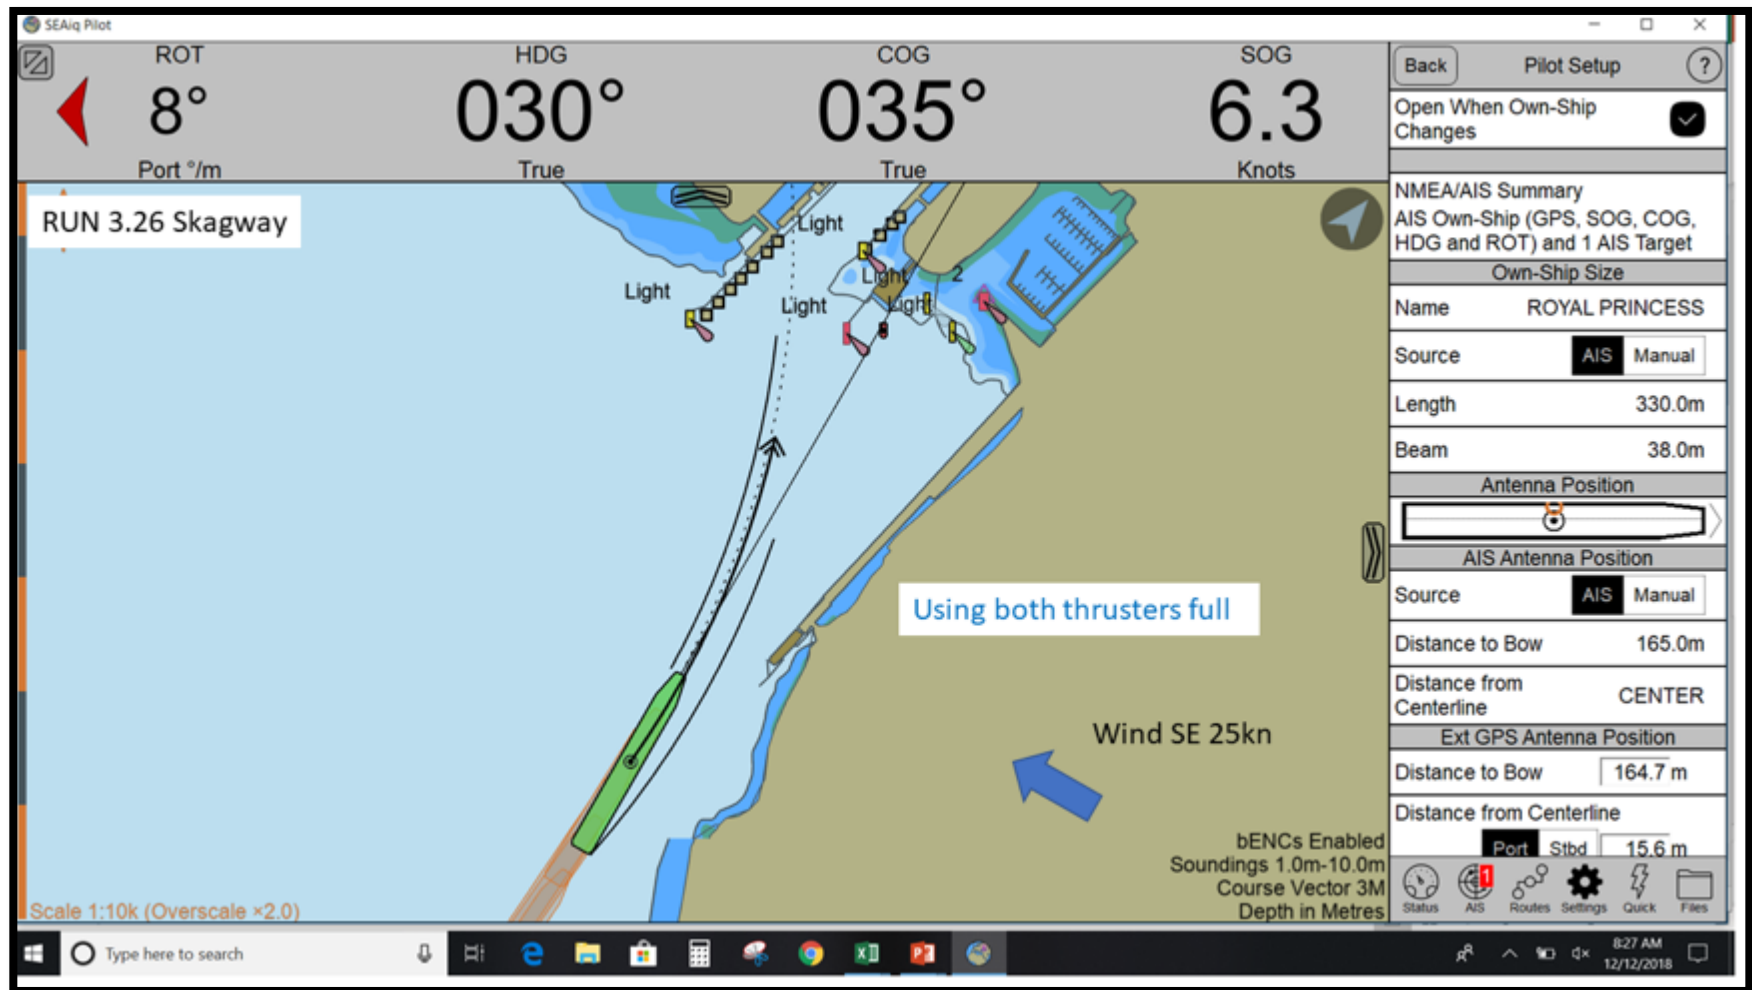 SEAiq Pilot
ROT
8°
Port °/m
HDG
030°
True
COG
035°
True
SOG
6.3
Knots
RUN 3.26 Skagway
Light
Light
Light
Light
Light
2
Using both thrusters full
Wind SE 25kn
bENCs Enabled
Soundings 1.0m-10.0m
Course Vector 3M
Depth in Metres
Scale 1:10k (Overscale ×2.0)
Back Pilot Setup ?
Open When Own-Ship
Changes
NMEA/AIS Summary
AIS Own-Ship (GPS, SOG, COG,
HDG and ROT) and 1 AIS Target
Own-Ship Size
Name ROYAL PRINCESS
Source AIS Manual
Length 330.0m
Beam 38.0m
Antenna Position
AIS Antenna Position
Source AIS Manual
Distance to Bow 165.0m
Distance from
Centerline CENTER
Ext GPS Antenna Position
Distance to Bow 164.7 m
Distance from Centerline
Port Stbd 15.6 m
1
Status AIS Routes Settings Quick Files
Type here to search
8:27 AM
12/12/2018